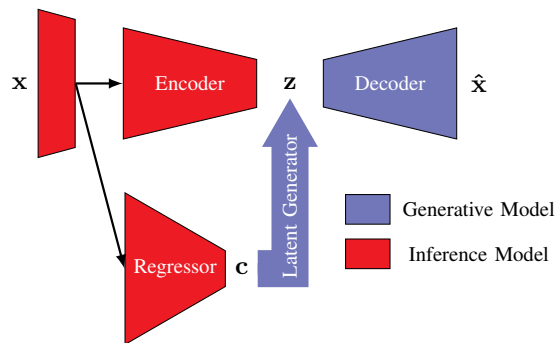 x
Encoder
z
Decoder
x̂
Latent Generator
Regressor
c
Generative Model
Inference Model